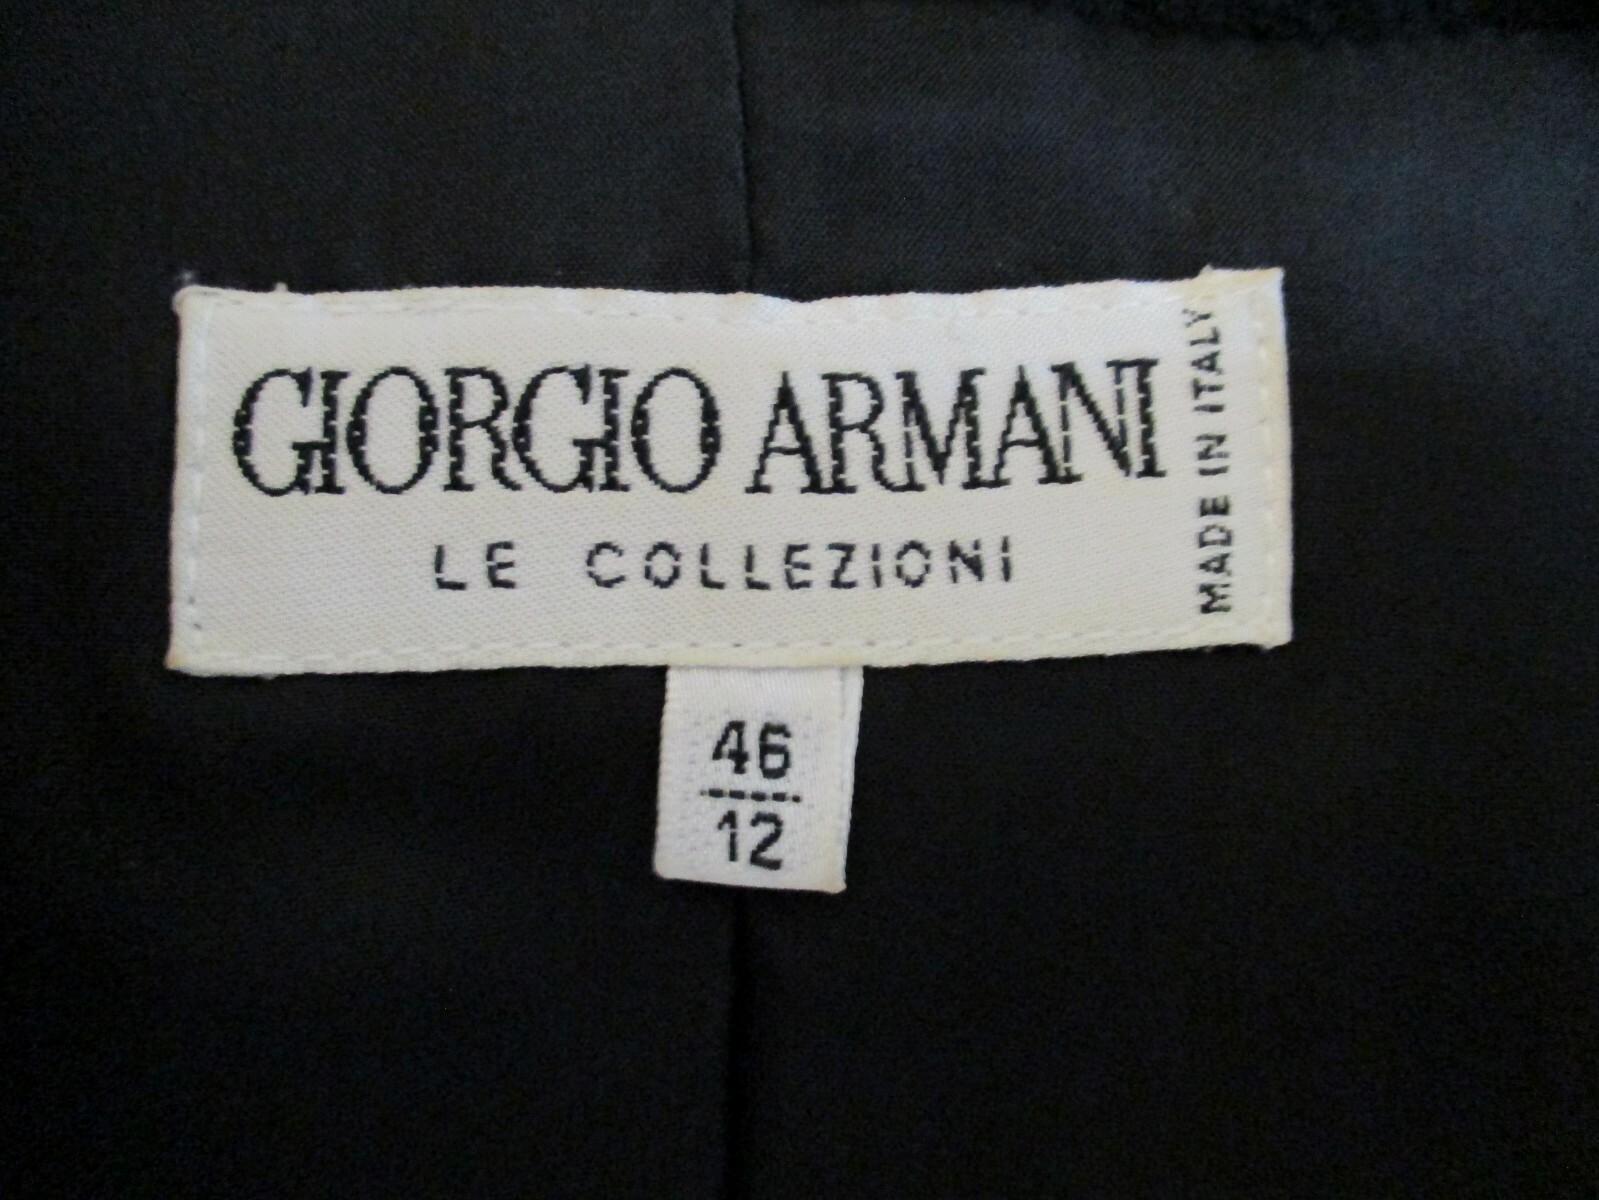 GIORGIO ARMANI
LE COLLEZIONI
MADE IN ITALY
46
12